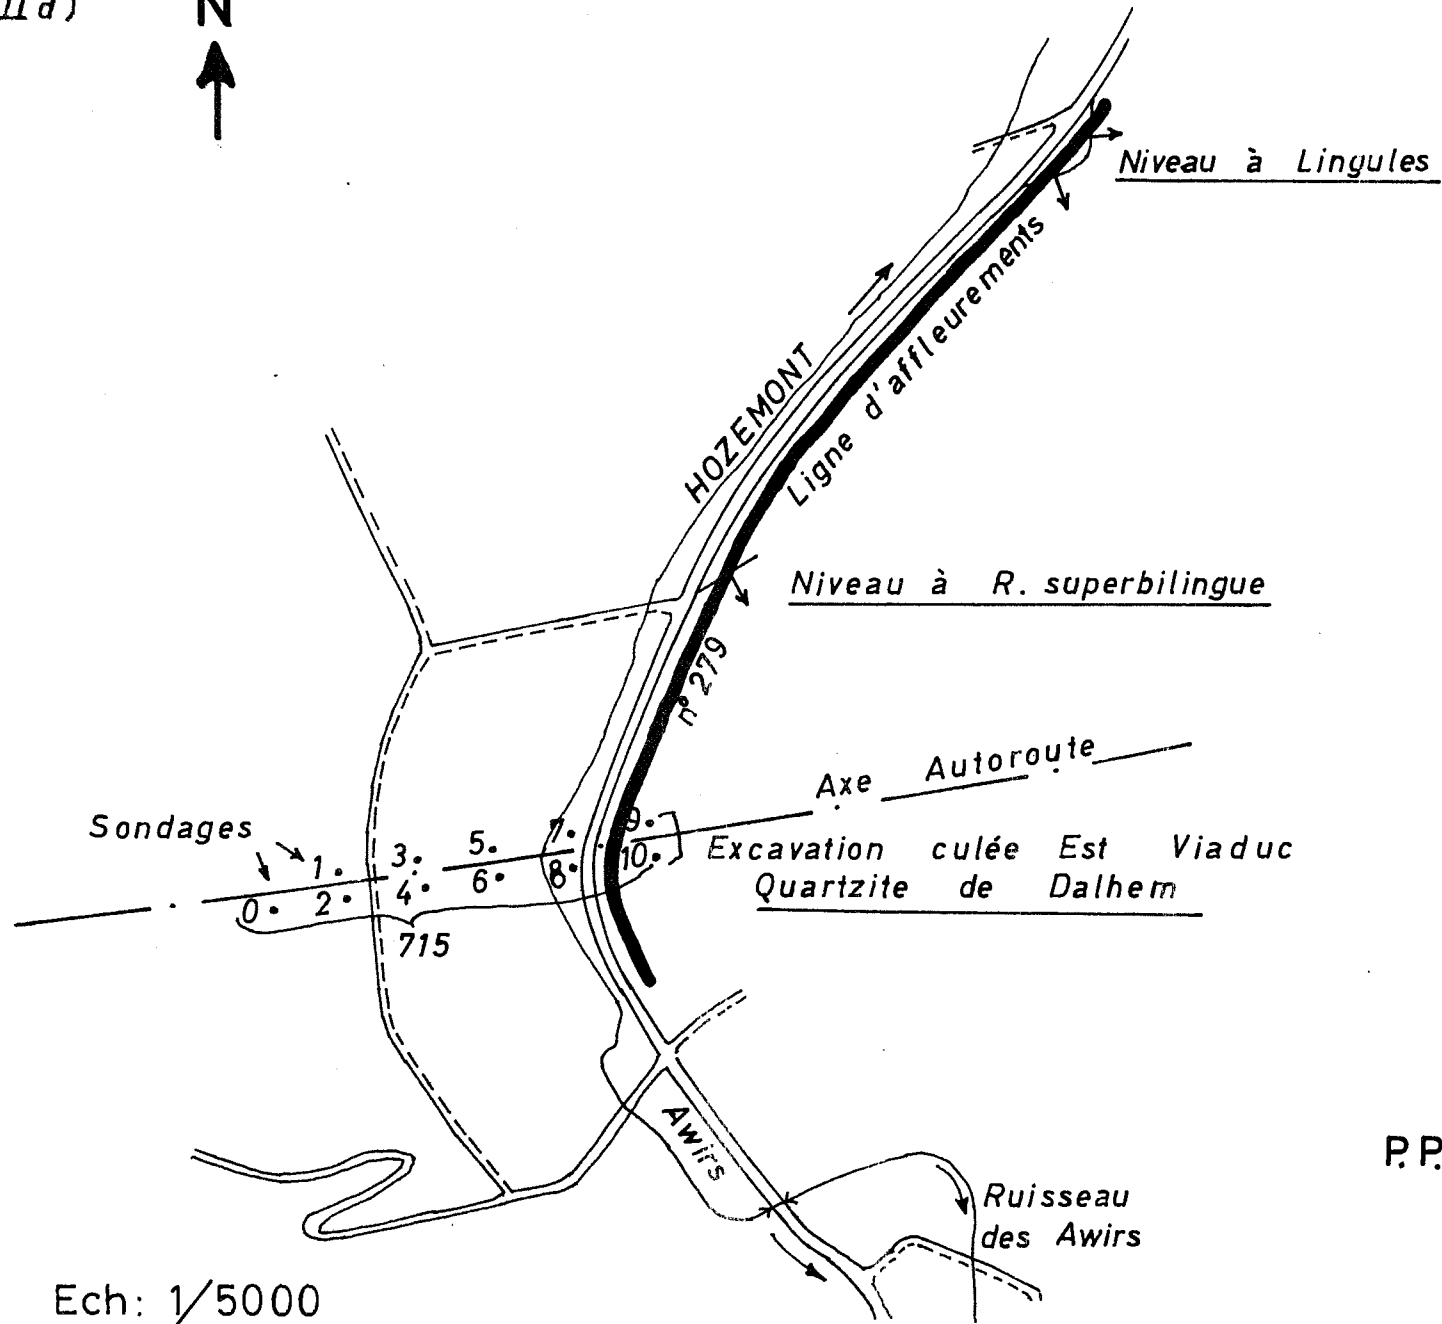 IId)
N
Niveau à Lingules
Ligne d'affleurements
HOZEMONT
Niveau à R. superbilingue
n° 279
Axe Autoroute
Sondages
0 1 2 3 4 5 6 7 8 9 10
715
Excavation culée Est Viaduc
Quartzite de Dalhem
Awirs
P.P.
Ruisseau
des Awirs
Ech: 1/5000